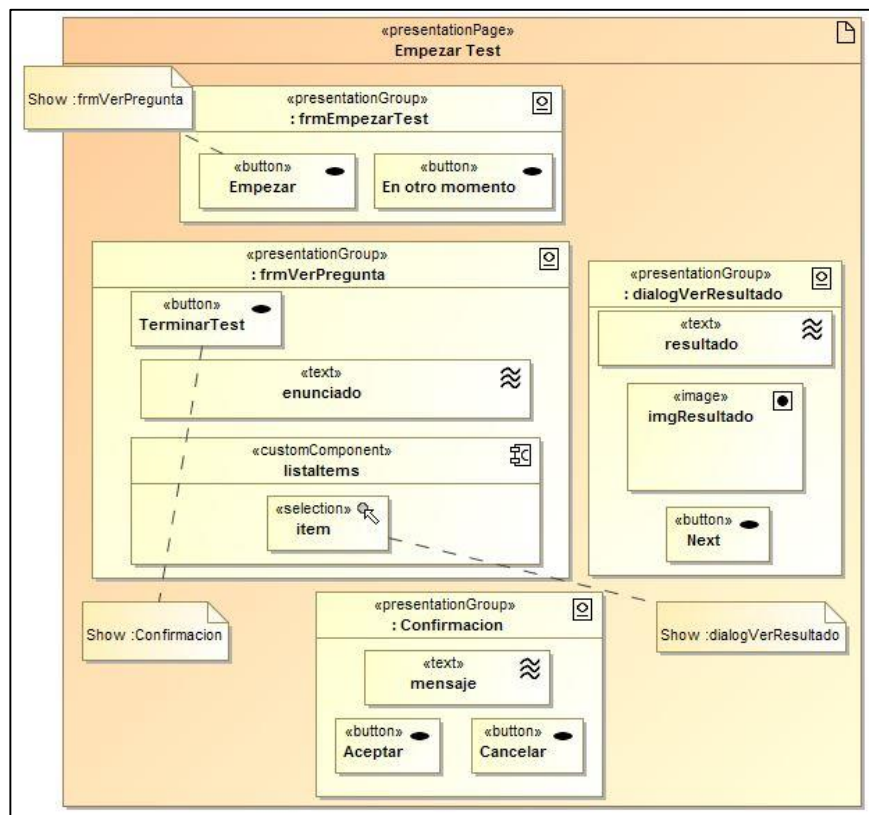 «presentationPage»
Empezar Test
Show :frmVerPregunta
«presentationGroup»
: frmEmpezarTest
«button»
Empezar
«button»
En otro momento
«presentationGroup»
: frmVerPregunta
«button»
TerminarTest
«text»
enunciado
«customComponent»
listaItems
«selection»
item
«presentationGroup»
: dialogVerResultado
«text»
resultado
«image»
imgResultado
«button»
Next
Show :Confirmacion
«presentationGroup»
: Confirmacion
«text»
mensaje
«button»
Aceptar
«button»
Cancelar
Show :dialogVerResultado